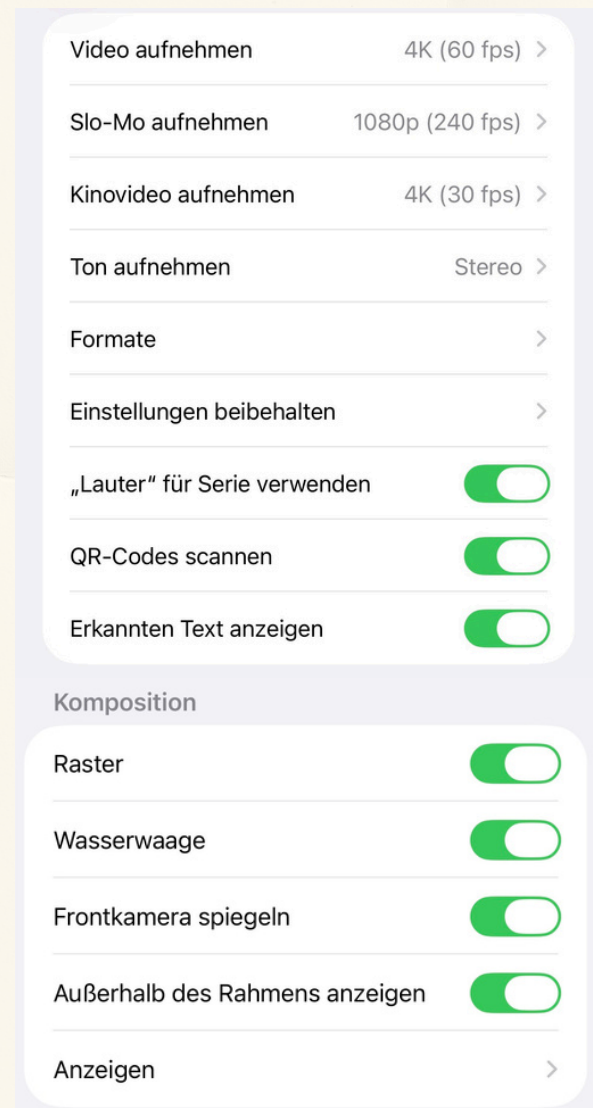 Video aufnehmen 4K (60 fps) >
Slo-Mo aufnehmen 1080p (240 fps) >
Kinovideo aufnehmen 4K (30 fps) >
Ton aufnehmen Stereo >
Formate >
Einstellungen beibehalten >
„Lauter“ für Serie verwenden
QR-Codes scannen
Erkannten Text anzeigen
Komposition
Raster
Wasserwaage
Frontkamera spiegeln
Außerhalb des Rahmens anzeigen
Anzeigen >